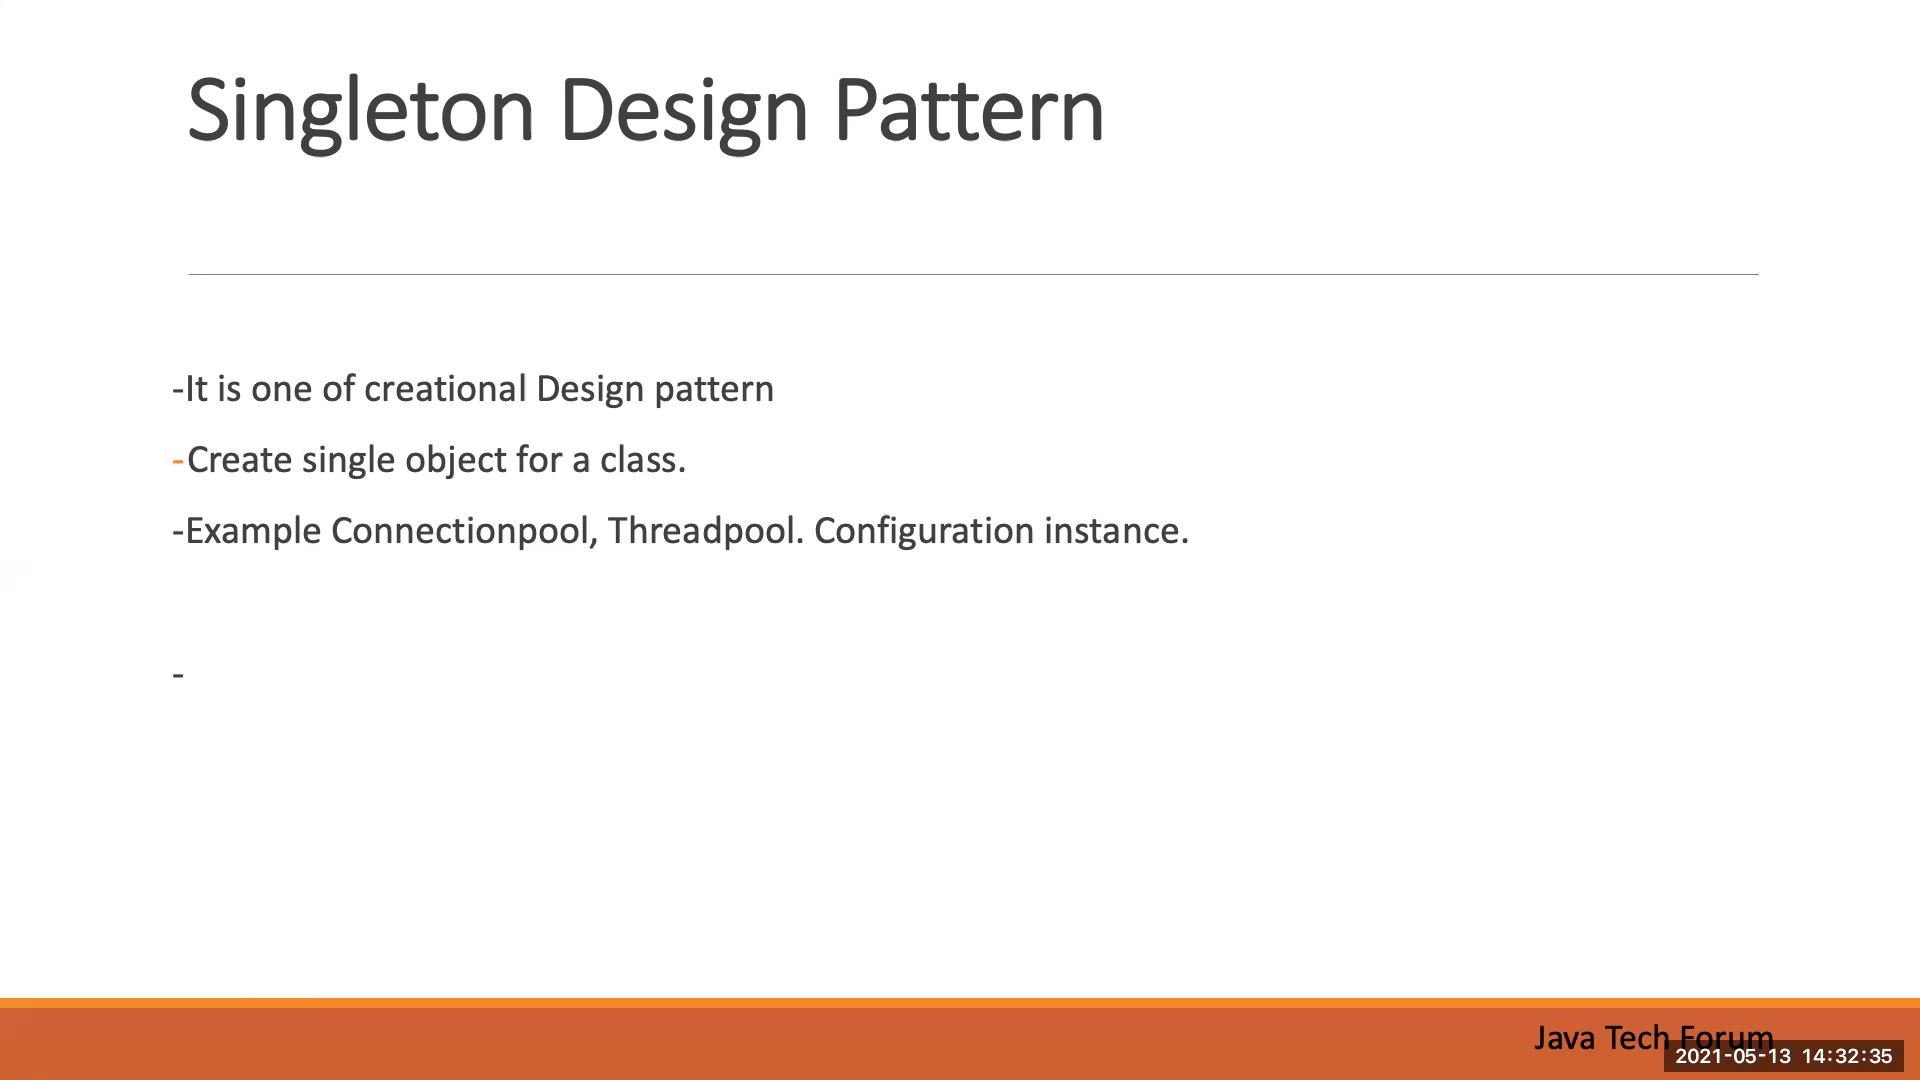 Singleton Design Pattern
-It is one of creational Design pattern
-Create single object for a class.
-Example Connectionpool, Threadpool. Configuration instance.
-
Java Tech Forum
2021-05-13 14:32:35